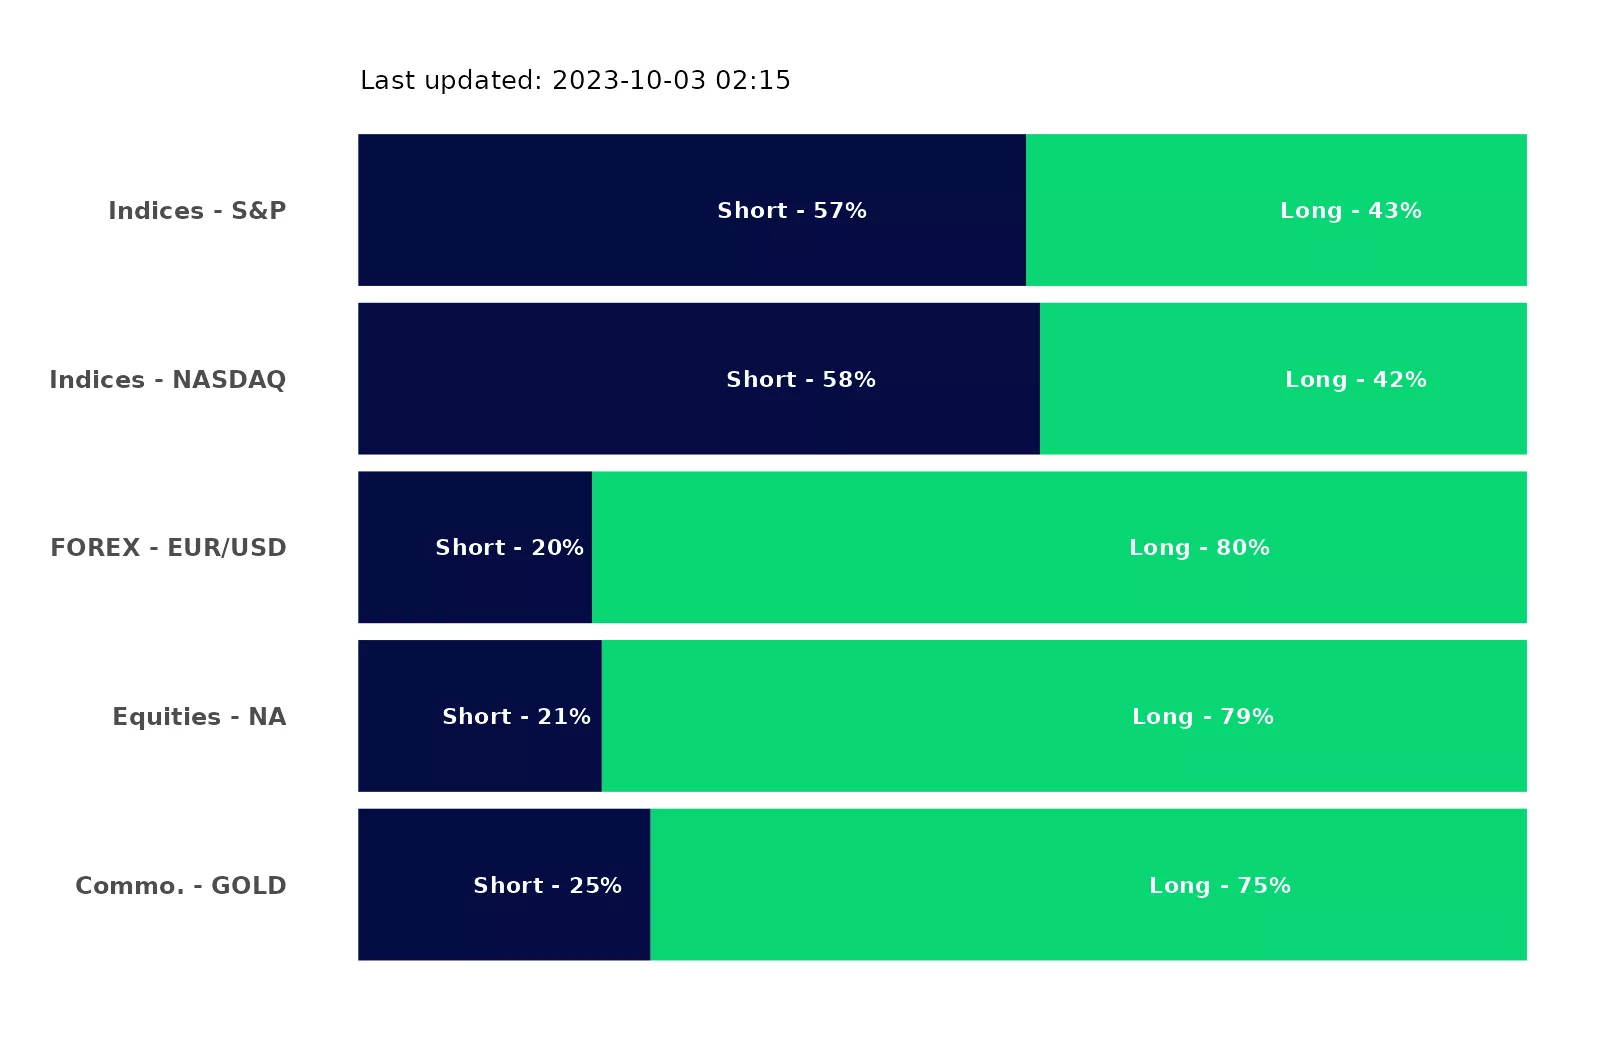 Last updated: 2023-10-03 02:15
Indices - S&P Short - 57% Long - 43%
Indices - NASDAQ Short - 58% Long - 42%
FOREX - EUR/USD Short - 20% Long - 80%
Equities - NA Short - 21% Long - 79%
Commo. - GOLD Short - 25% Long - 75%